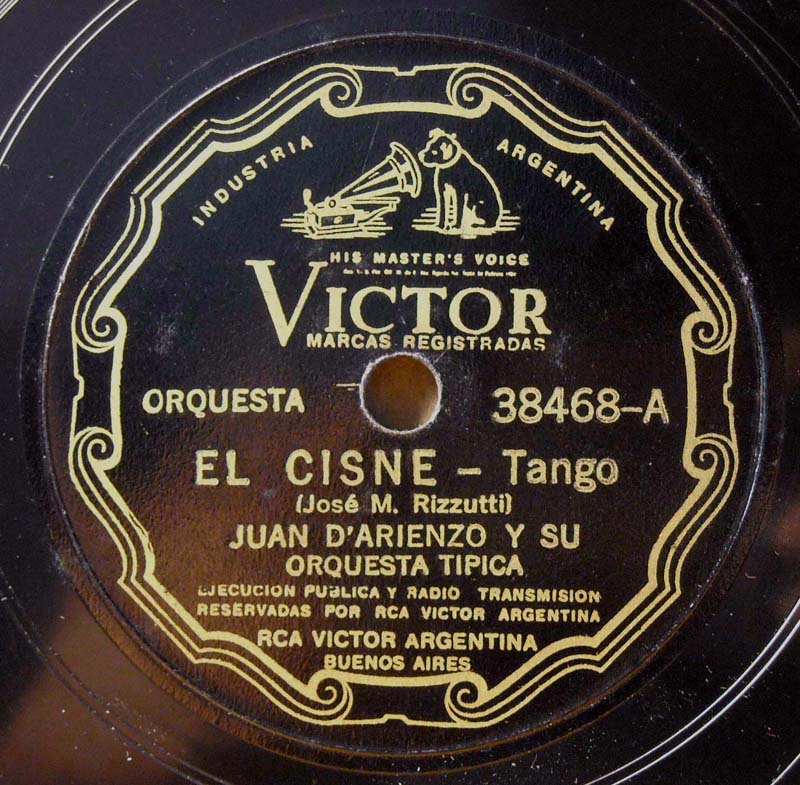 INDUSTRIA ARGENTINA
HIS MASTER'S VOICE
VICTOR
MARCAS REGISTRADAS
ORQUESTA 38468-A
EL CISNE - Tango
(José M. Rizzutti)
JUAN D'ARIENZO Y SU
ORQUESTA TIPICA
EJECUCION PUBLICA Y RADIO TRANSMISION
RESERVADAS POR RCA VICTOR ARGENTINA
RCA VICTOR ARGENTINA
BUENOS AIRES